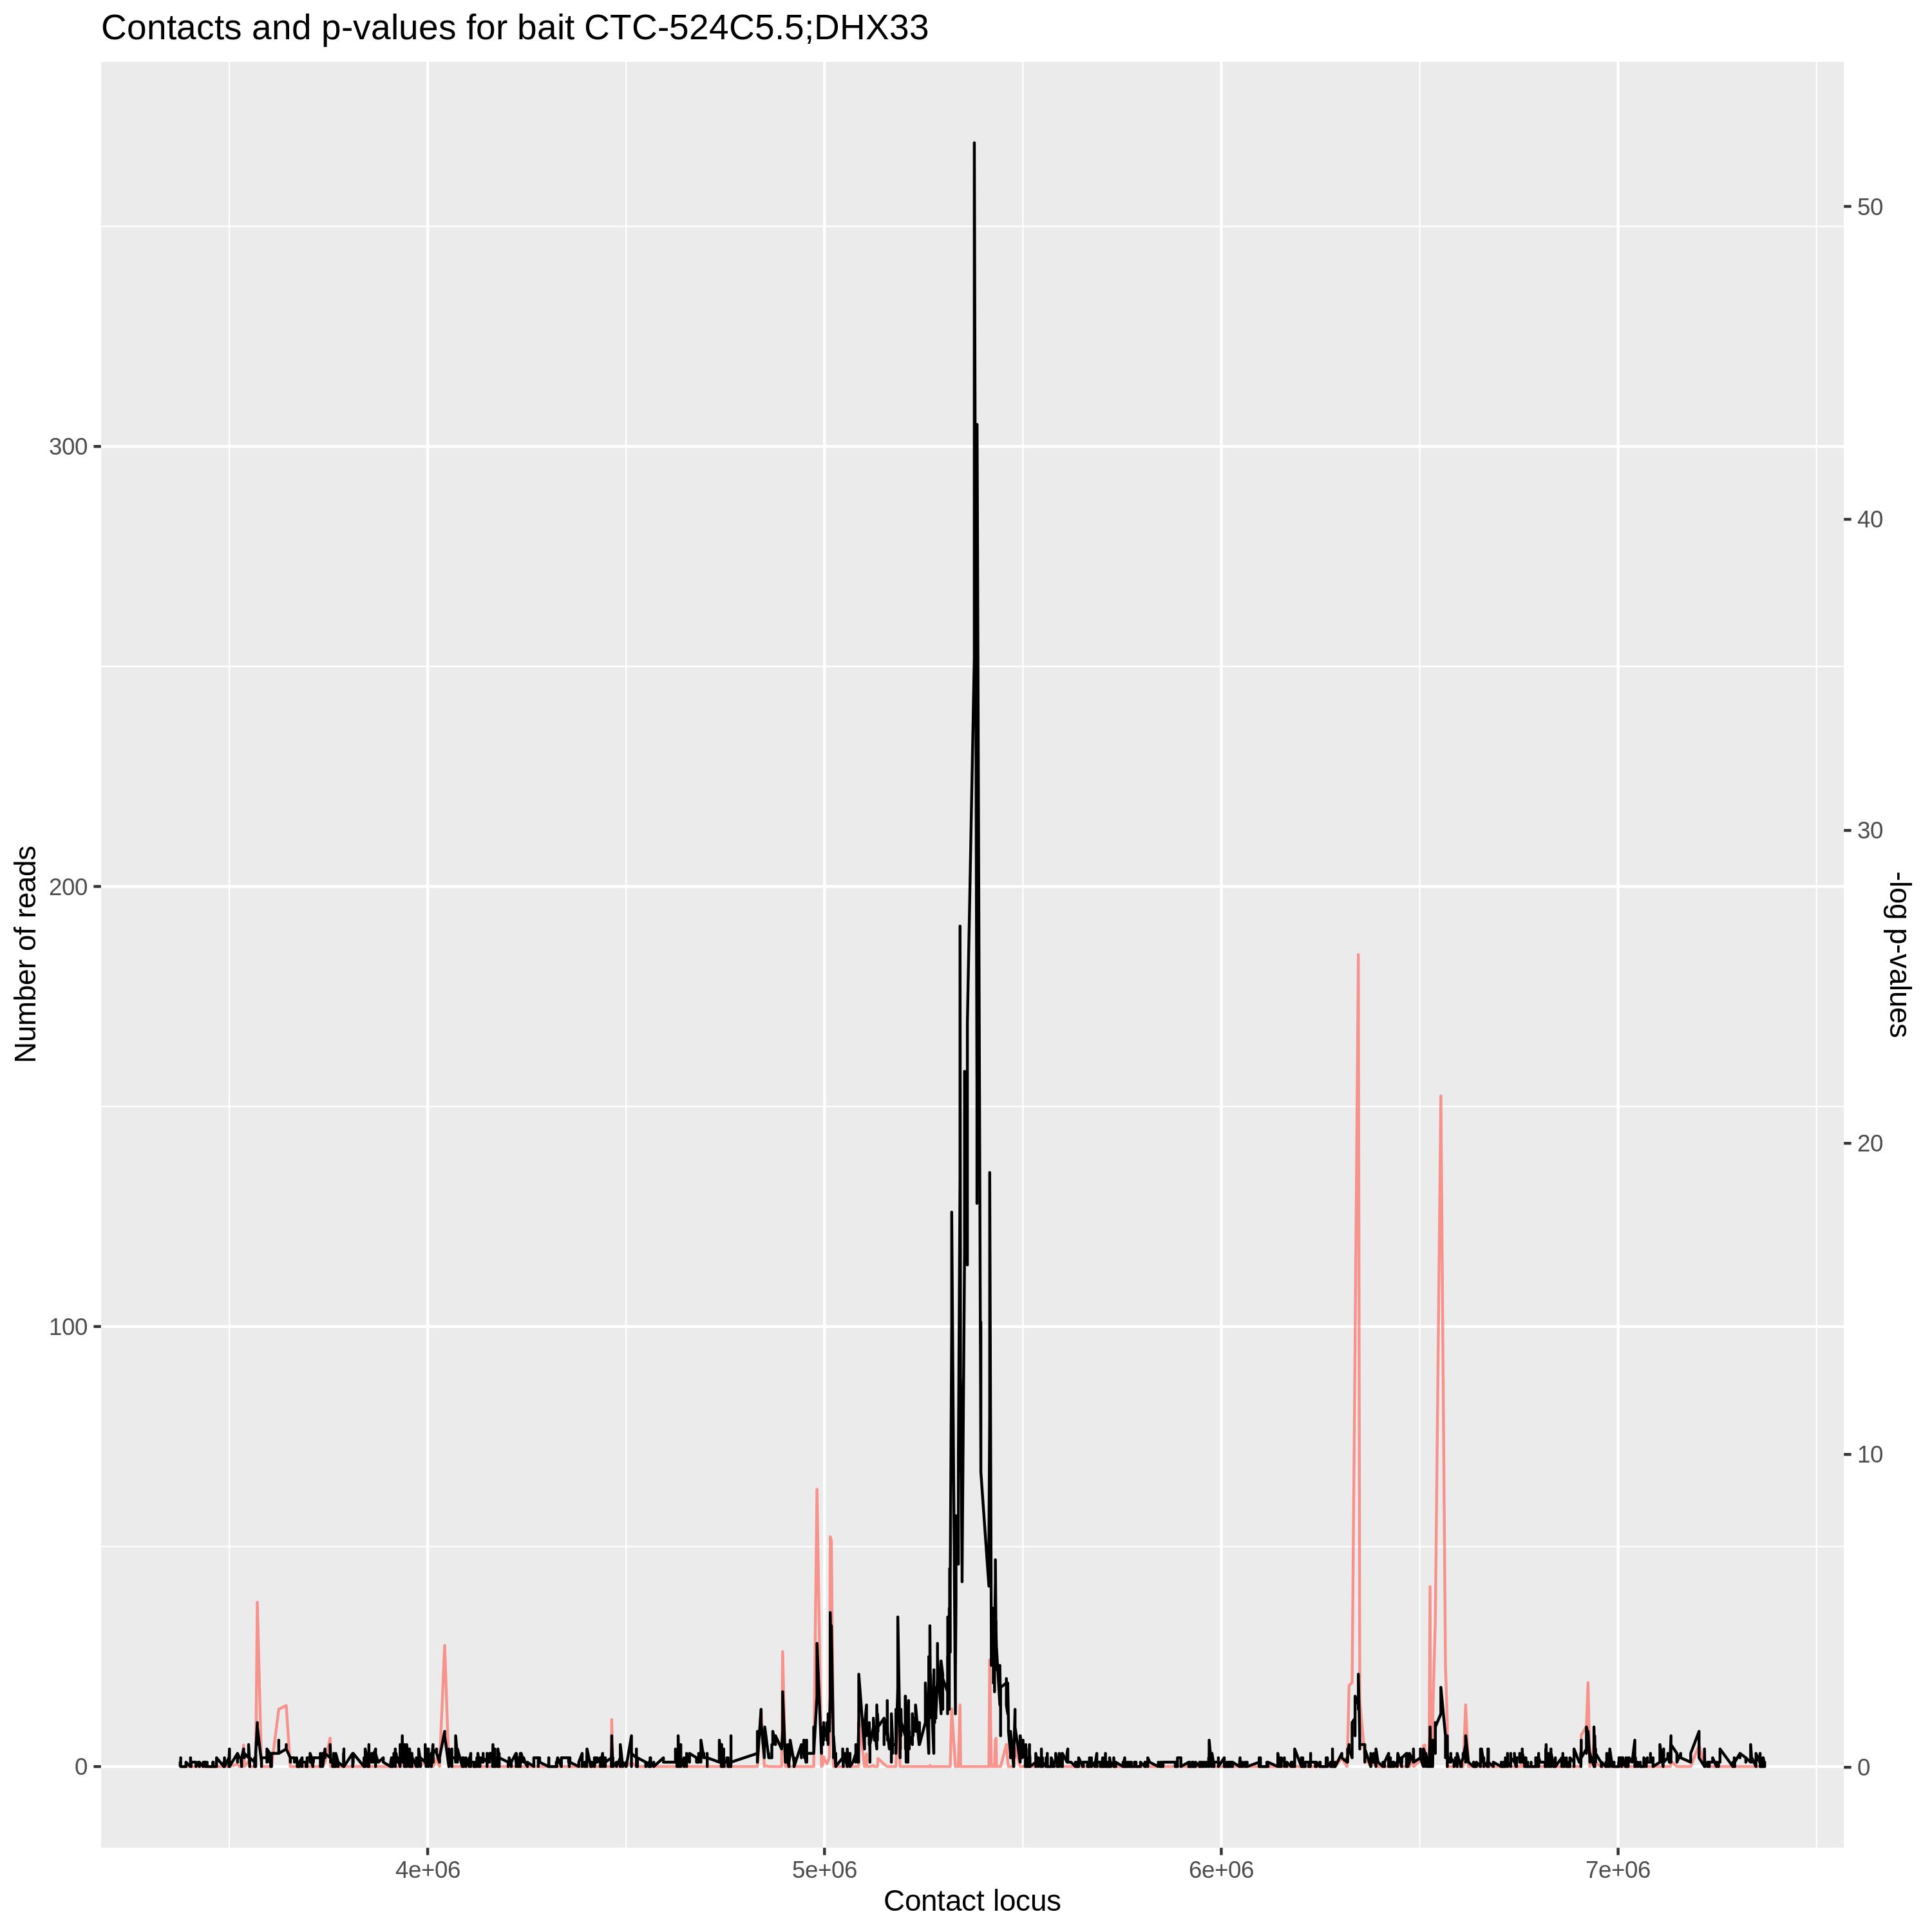 Contacts and p-values for bait CTC-524C5.5;DHX33
Number of reads
300
200
100
0
50
40
30
20
10
0
-log p-values
4e+06
5e+06
6e+06
7e+06
Contact locus